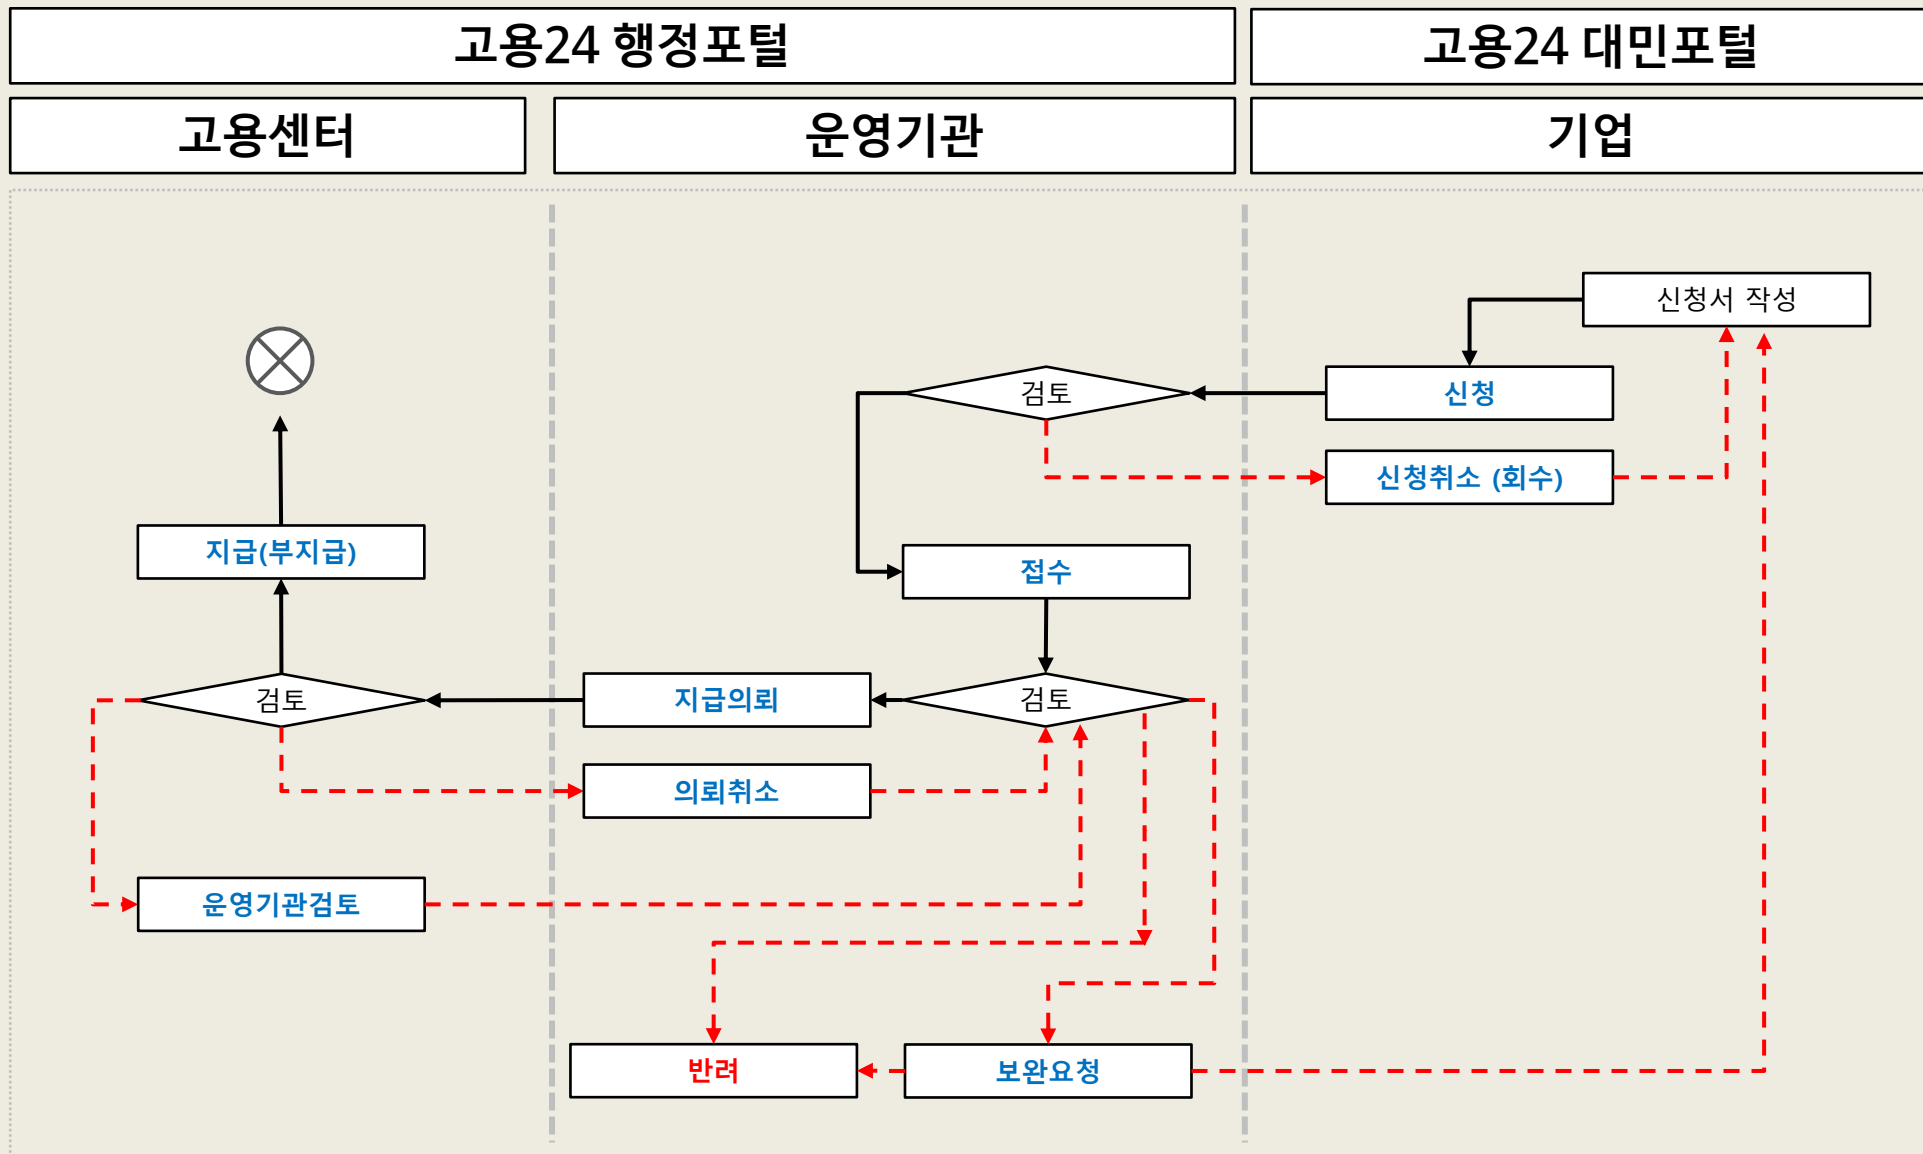 고용24 행정포털
고용24 대민포털
고용센터
운영기관
기업
신청서 작성
검토
신청
신청취소 (회수)
지급(부지급)
접수
검토
지급의뢰
검토
의뢰취소
운영기관검토
반려
보완요청